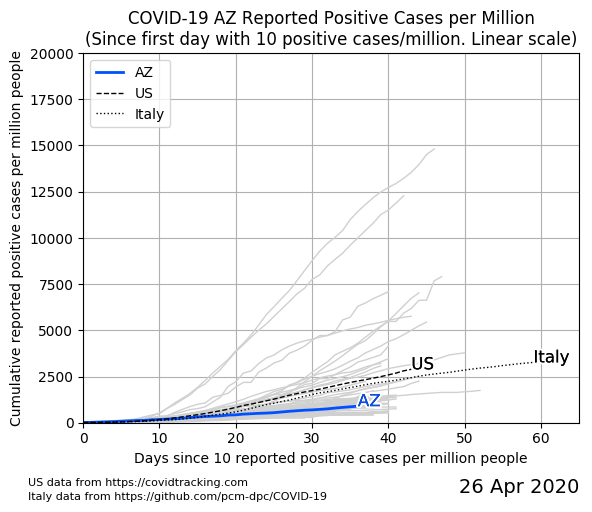 COVID-19 AZ Reported Positive Cases per Million
(Since first day with 10 positive cases/million. Linear scale)
Cumulative reported positive cases per million people
20000
17500
15000
12500
10000
7500
5000
2500
0
AZ
US
Italy
US
Italy
AZ
0
10
20
30
40
50
60
Days since 10 reported positive cases per million people
US data from https://covidtracking.com
Italy data from https://github.com/pcm-dpc/COVID-19
26 Apr 2020